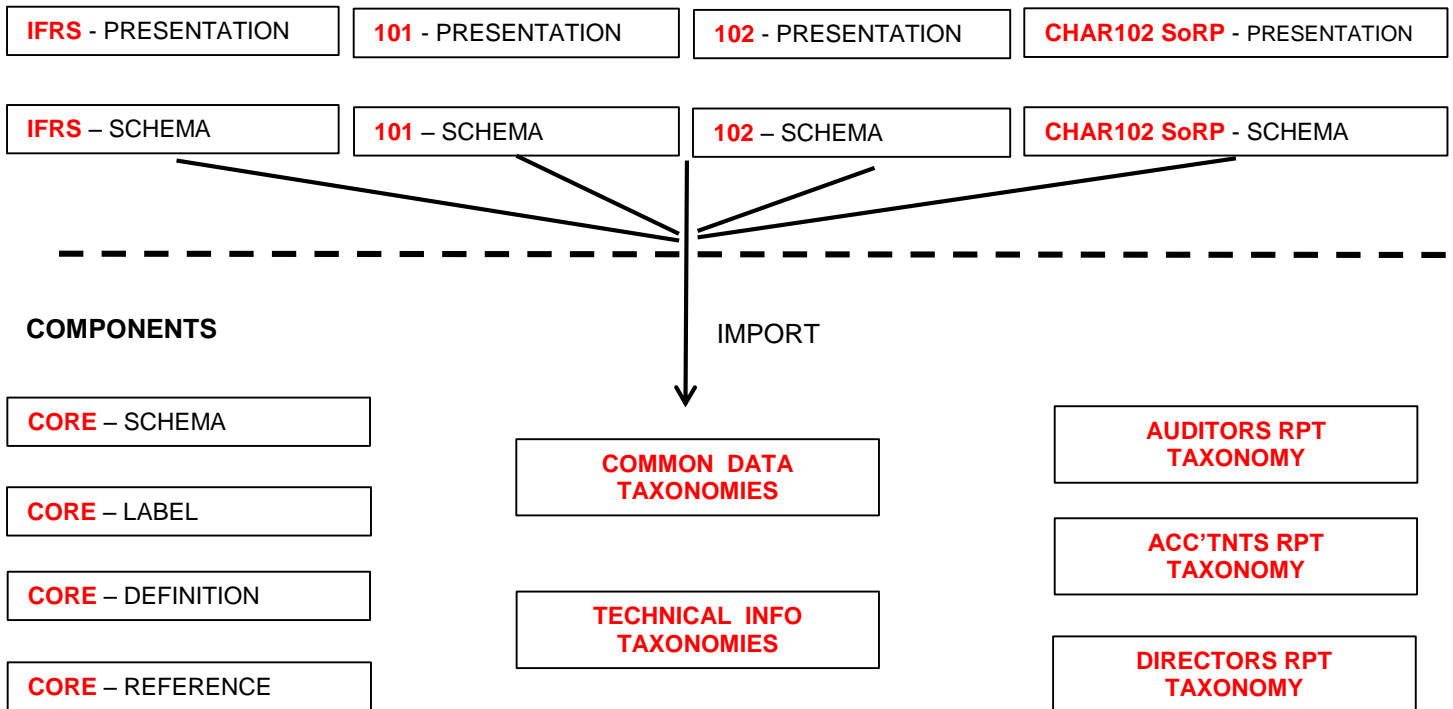 IFRS - PRESENTATION
101 - PRESENTATION
102 - PRESENTATION
CHAR102 SoRP - PRESENTATION
IFRS – SCHEMA
101 – SCHEMA
102 – SCHEMA
CHAR102 SoRP - SCHEMA
COMPONENTS
IMPORT
CORE – SCHEMA
CORE – LABEL
CORE – DEFINITION
CORE – REFERENCE
COMMON DATA
TAXONOMIES
TECHNICAL INFO
TAXONOMIES
AUDITORS RPT
TAXONOMY
ACC’TNTS RPT
TAXONOMY
DIRECTORS RPT
TAXONOMY